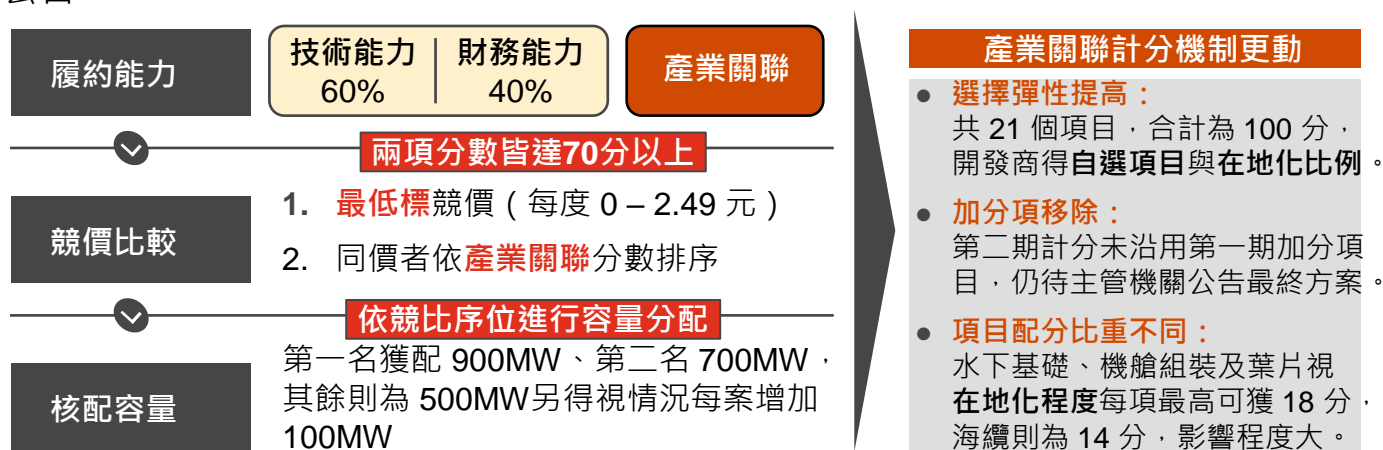 履約能力
技術能力
60%
財務能力
40%
產業關聯
兩項分數皆達70分以上
競價比較
1. 最低標競價（每度 0 – 2.49 元）
2. 同價者依產業關聯分數排序
依競比序位進行容量分配
核配容量
第一名獲配 900MW、第二名 700MW，
其餘則為 500MW另得視情況每案增加
100MW
產業關聯計分機制更動
● 選擇彈性提高：
共 21 個項目，合計為 100 分，
開發商得自選項目與在地化比例。
● 加分項移除：
第二期計分未沿用第一期加分項
目，仍待主管機關公告最終方案。
● 項目配分比重不同：
水下基礎、機艙組裝及葉片視
在地化程度每項最高可獲 18 分，
海纜則為 14 分，影響程度大。